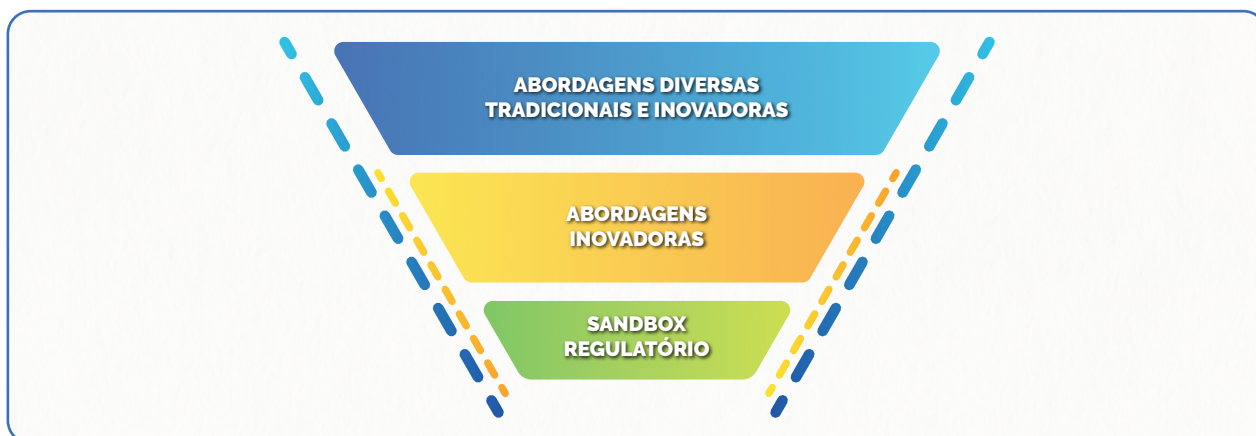 ABORDAGENS DIVERSAS
TRADICIONAIS E INOVADORAS
ABORDAGENS
INOVADORAS
SANDBOX
REGULATÓRIO